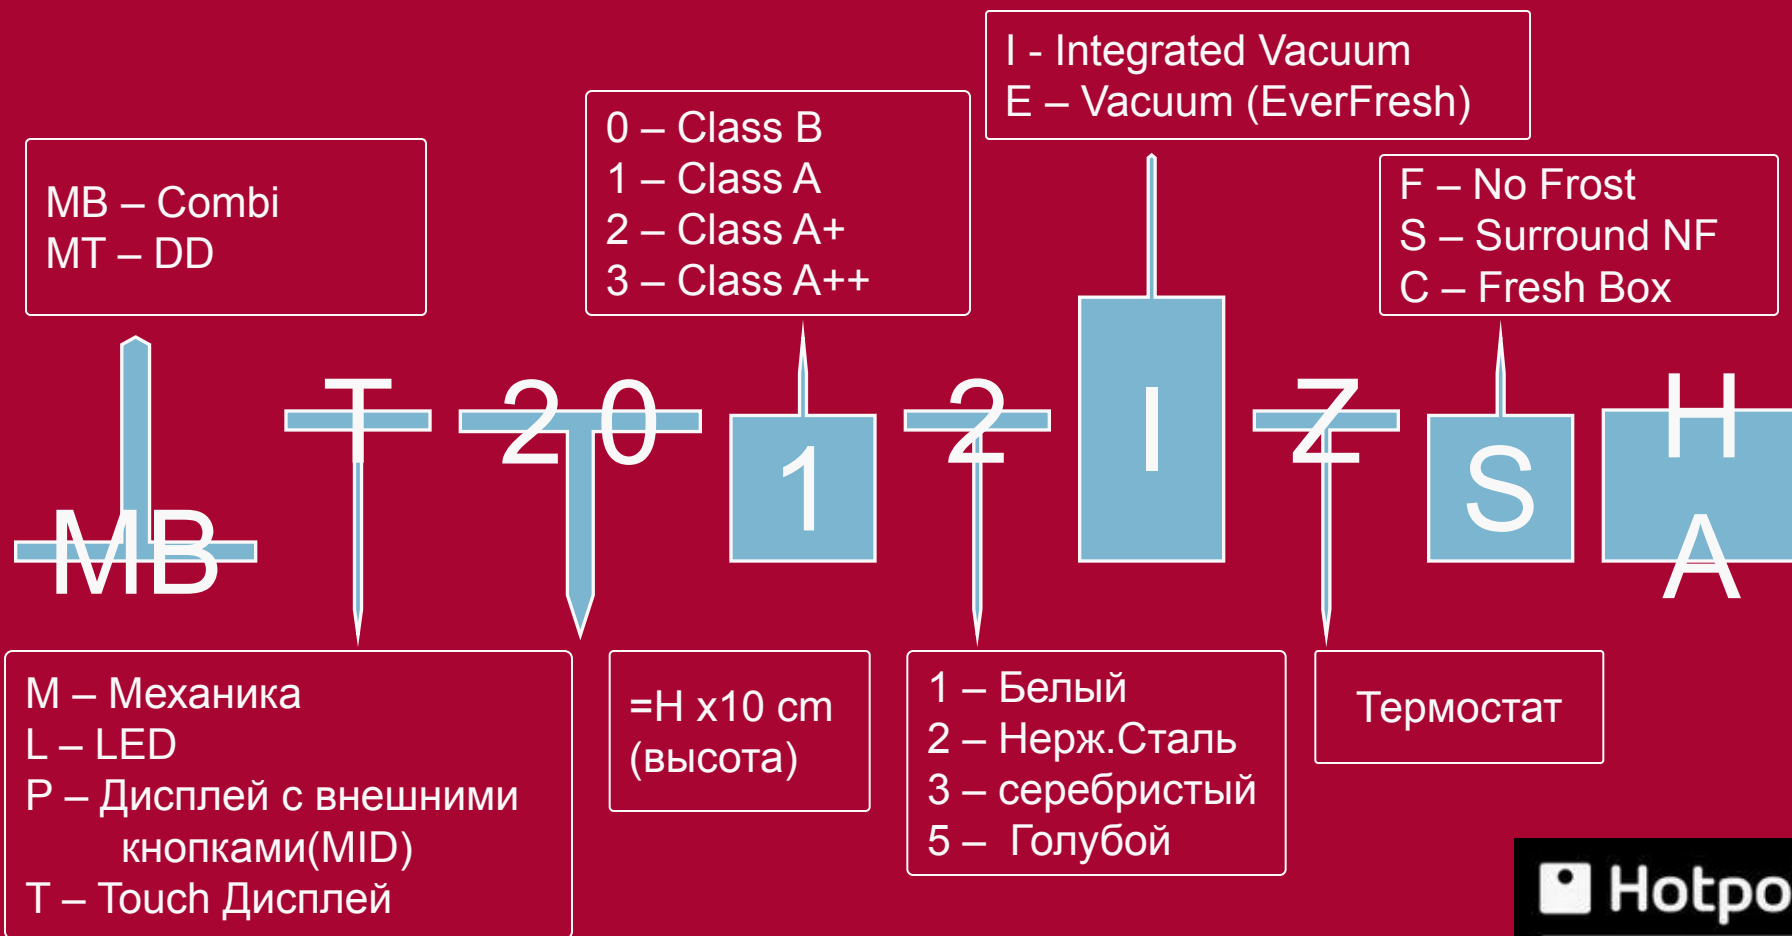 I - Integrated Vacuum
E – Vacuum (EverFresh)
0 – Class B
1 – Class A
2 – Class A+
3 – Class A++
MB – Combi
MT – DD
F – No Frost
S – Surround NF
C – Fresh Box
MB
T
2 0
1
2
I
Z
S
H
A
M – Механика
L – LED
P – Дисплей с внешними
кнопками(MID)
T – Touch Дисплей
=H x10 cm
(высота)
1 – Белый
2 – Нерж.Сталь
3 – серебристый
5 – Голубой
Термостат
Hotpo